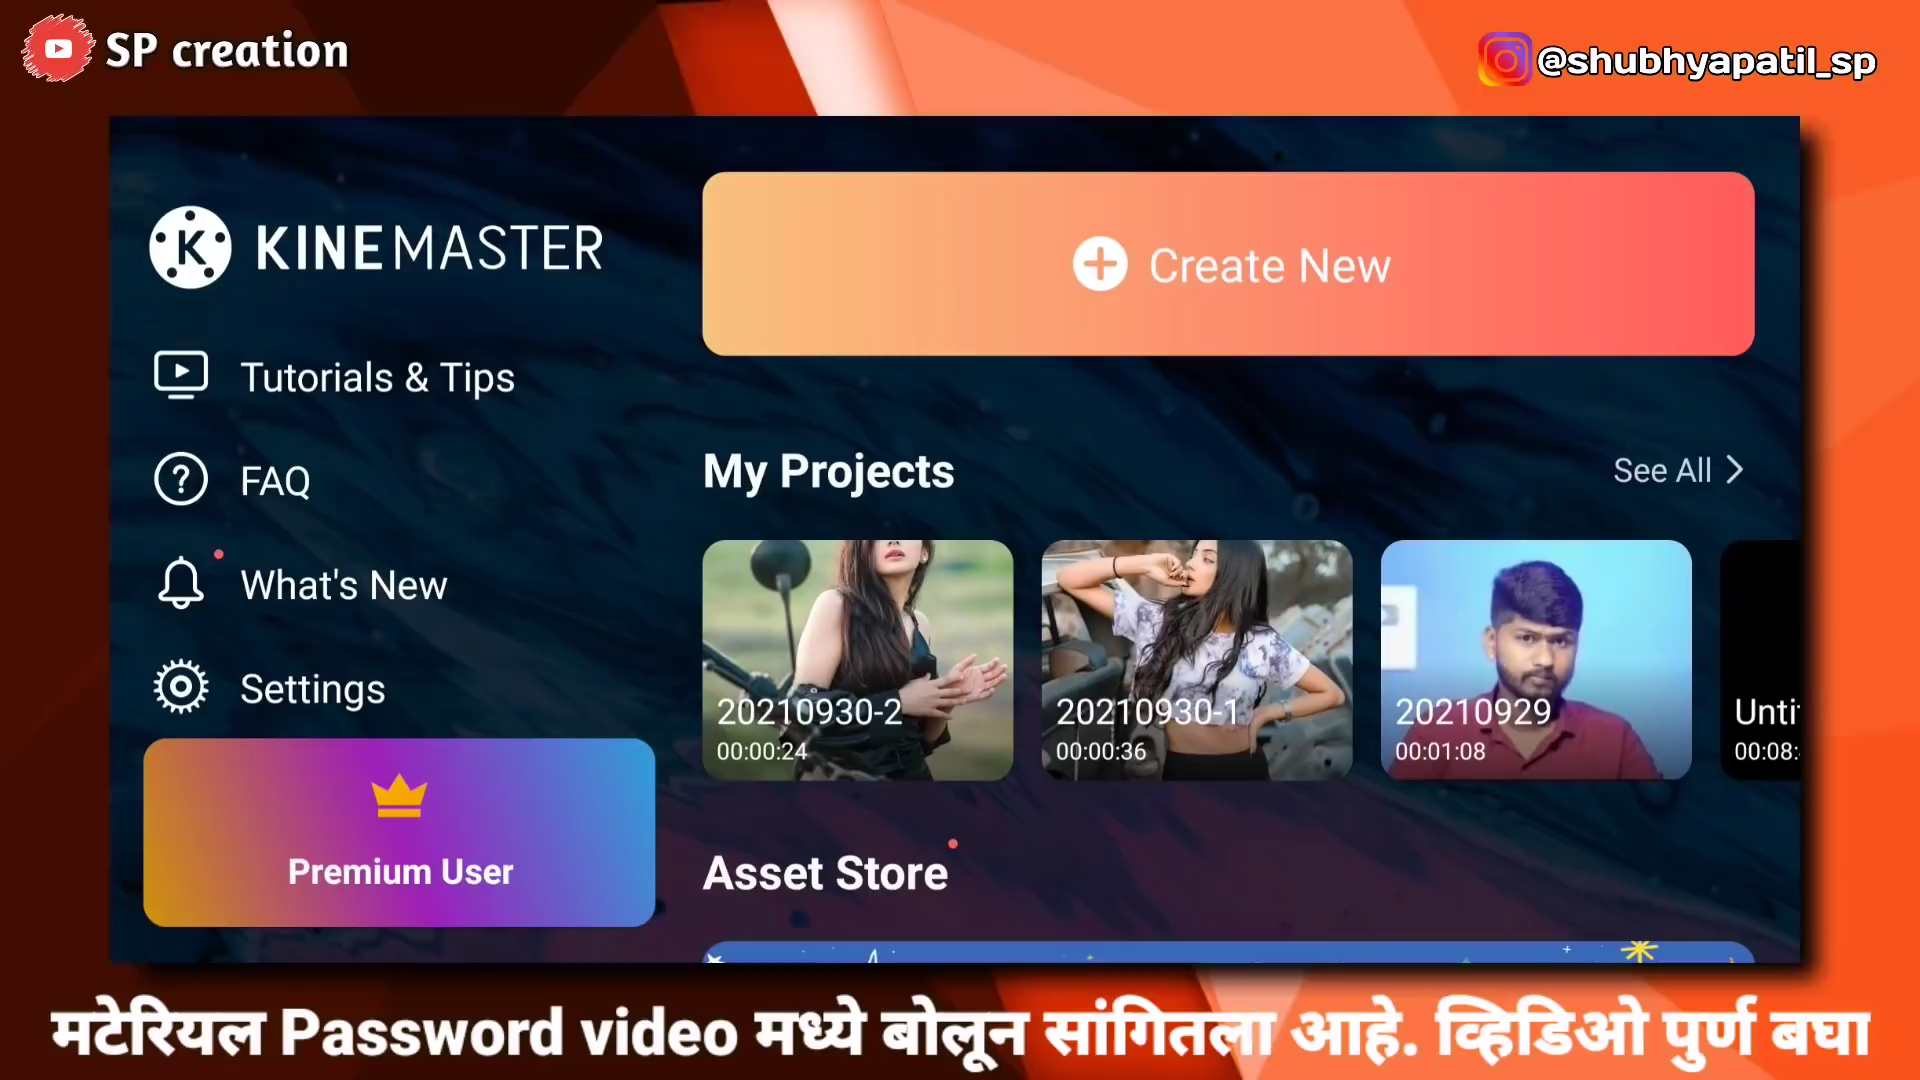 SP creation
@shubhyapatil_sp
KINEMASTER
Create New
Tutorials & Tips
FAQ
What's New
Settings
Premium User
My Projects
See All
20210930-2
00:00:24
20210930-1
00:00:36
20210929
00:01:08
00:08:
Asset Store
मटेरियल Password video मध्ये बोलून सांगितला आहे. व्हिडिओ पुर्ण बघा